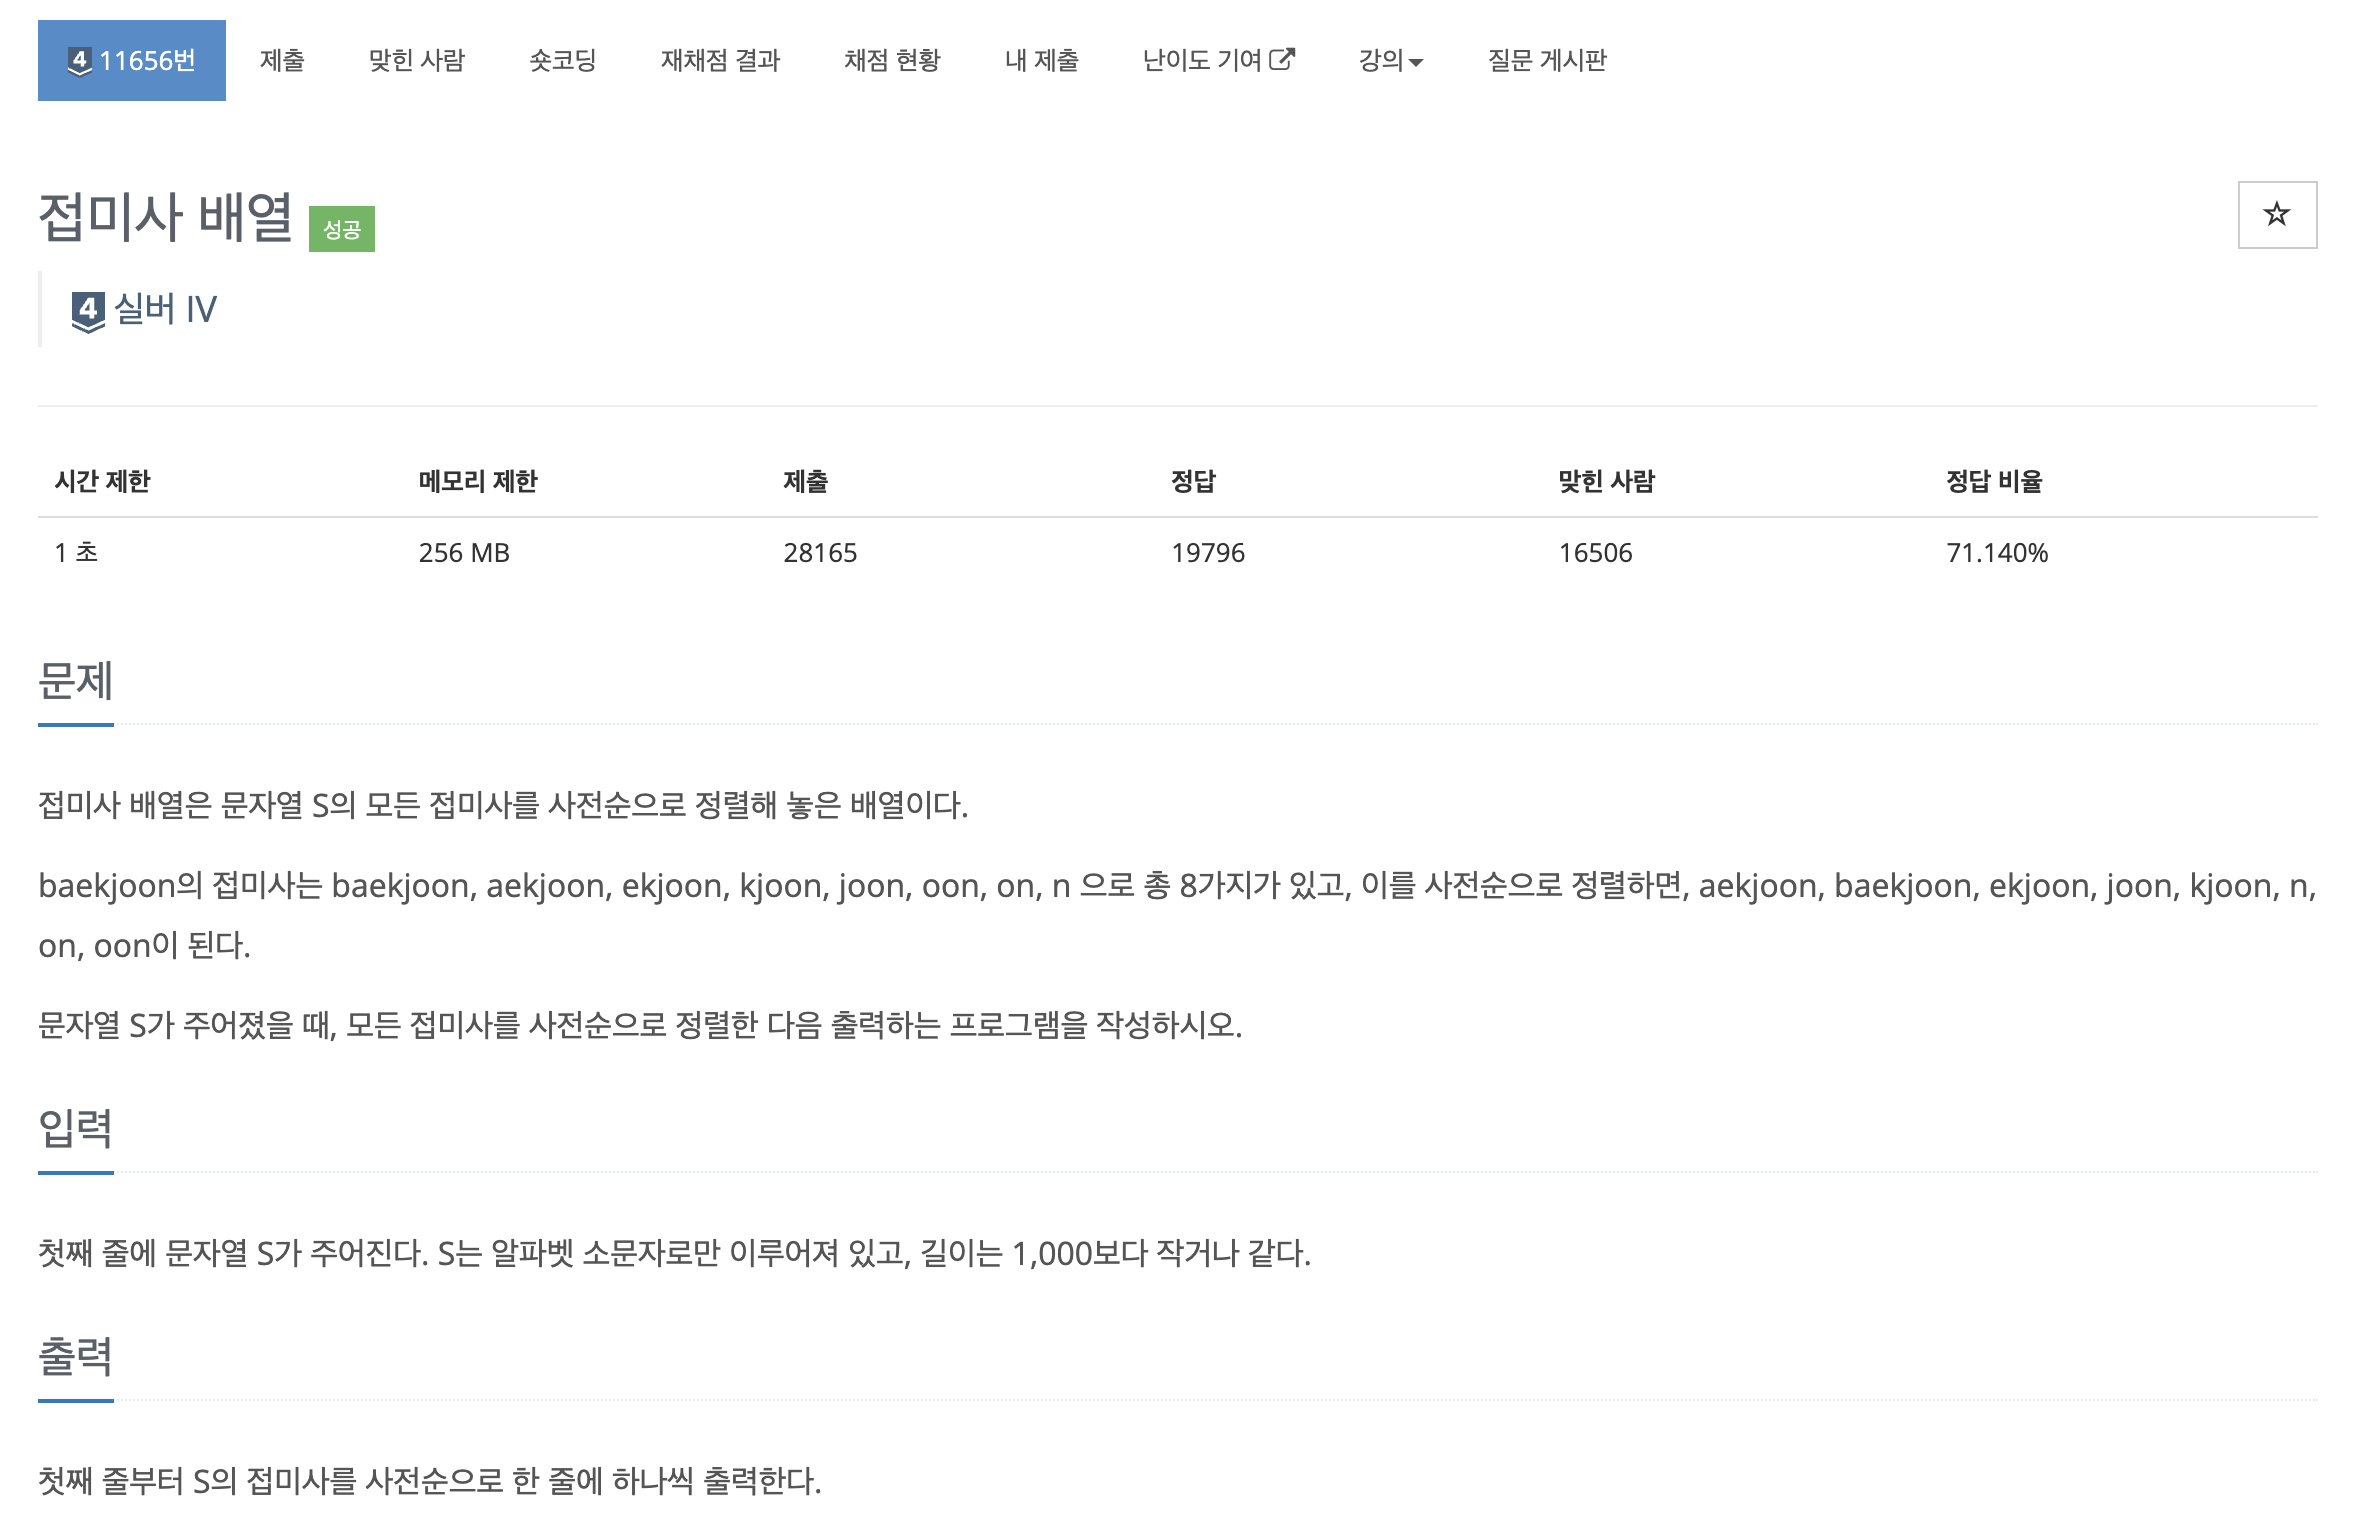 4 11656번 제출 맞힌 사람 숏코딩 재채점 결과 채점 현황 내 제출 난이도 기여 강의 질문 게시판
접미사 배열 성공
4 실버 IV
시간 제한 메모리 제한 제출 정답 맞힌 사람 정답 비율
1 초 256 MB 28165 19796 16506 71.140%
문제
접미사 배열은 문자열 S의 모든 접미사를 사전순으로 정렬해 놓은 배열이다.
baekjoon의 접미사는 baekjoon, aekjoon, ekjoon, kjoon, joon, oon, on, n 으로 총 8가지가 있고, 이를 사전순으로 정렬하면, aekjoon, baekjoon, ekjoon, joon, kjoon, n,
on, oon이 된다.
문자열 S가 주어졌을 때, 모든 접미사를 사전순으로 정렬한 다음 출력하는 프로그램을 작성하시오.
입력
첫째 줄에 문자열 S가 주어진다. S는 알파벳 소문자로만 이루어져 있고, 길이는 1,000보다 작거나 같다.
출력
첫째 줄부터 S의 접미사를 사전순으로 한 줄에 하나씩 출력한다.